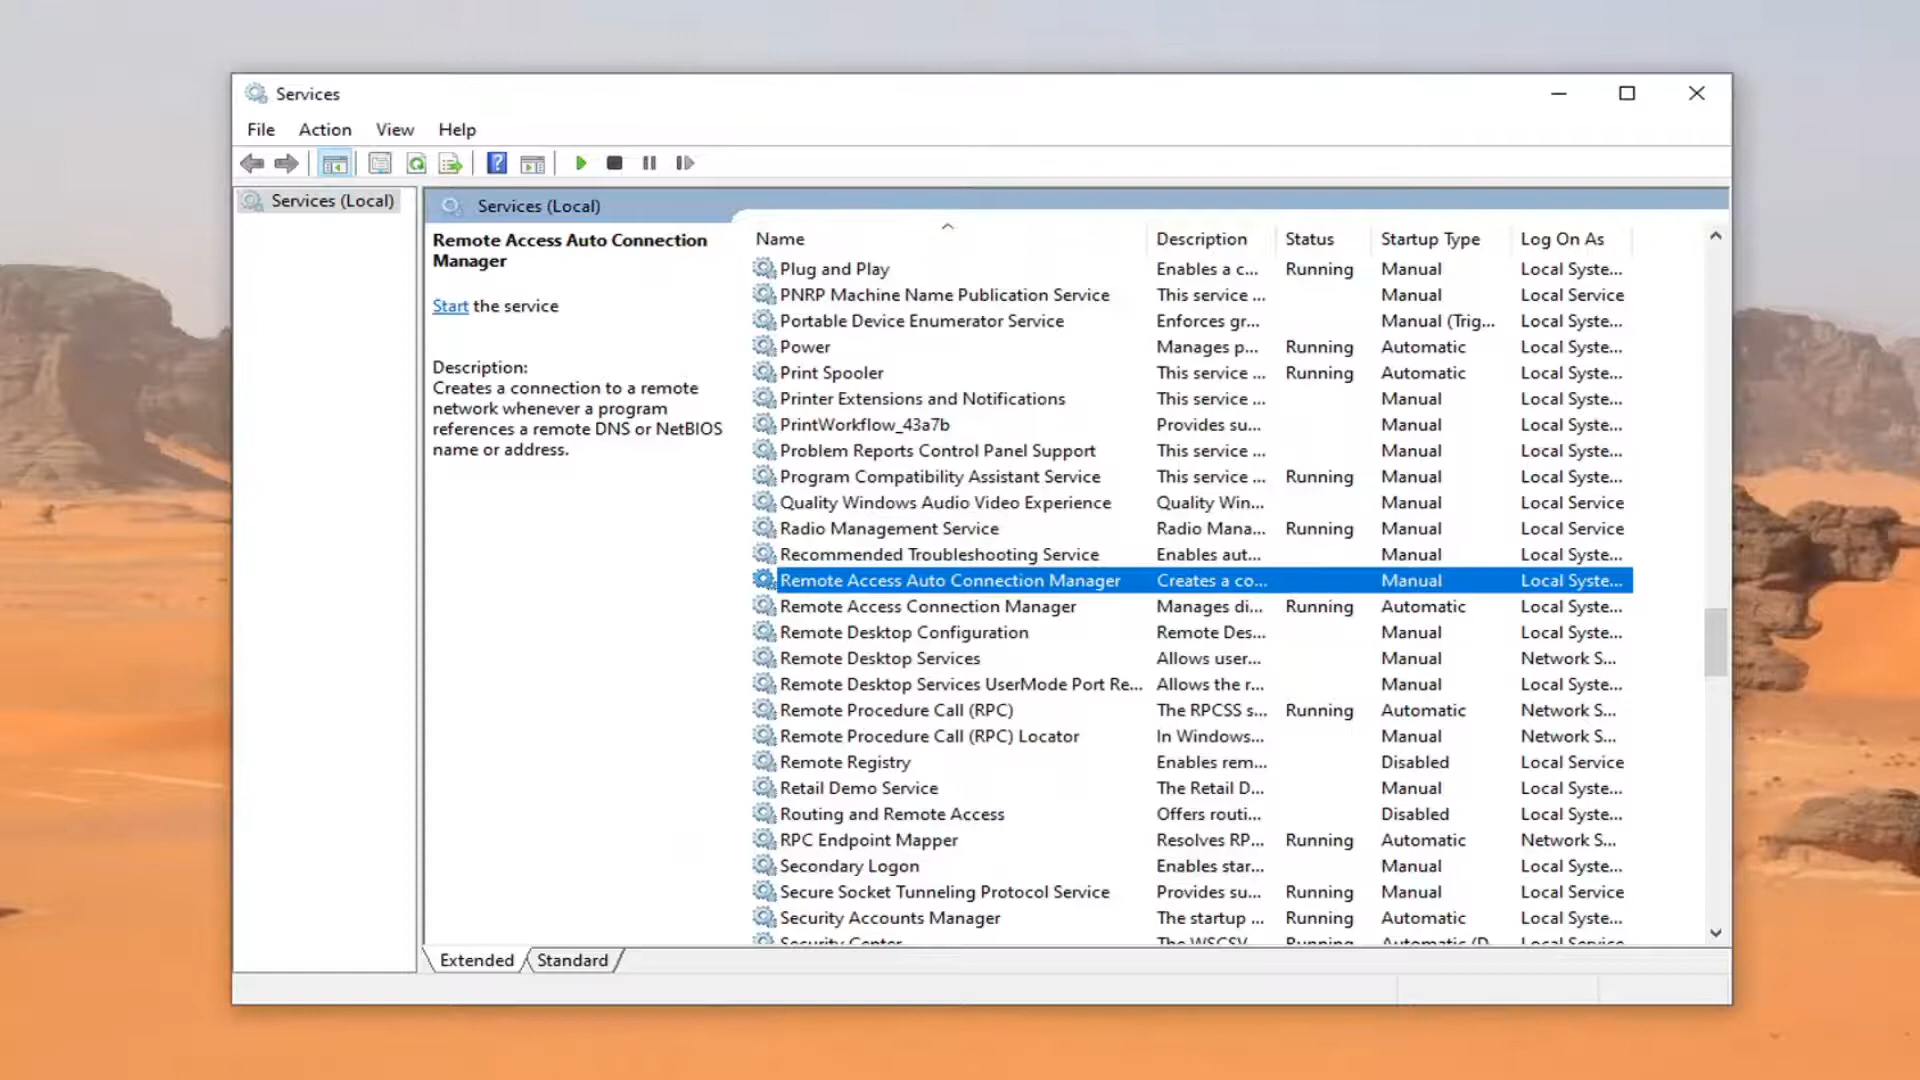 Services
File Action View Help
Services (Local)
Services (Local)
Remote Access Auto Connection
Manager
Start the service
Description:
Creates a connection to a remote
network whenever a program
references a remote DNS or NetBIOS
name or address.
Name Description Status Startup Type Log On As
Plug and Play Enables a c... Running Manual Local Syste...
PNRP Machine Name Publication Service This service ... Manual Local Service
Portable Device Enumerator Service Enforces gr... Manual (Trig... Local Syste...
Power Manages p... Running Automatic Local Syste...
Print Spooler This service ... Running Automatic Local Syste...
Printer Extensions and Notifications This service ... Manual Local Syste...
PrintWorkflow_43a7b Provides su... Manual Local Syste...
Problem Reports Control Panel Support This service ... Manual Local Syste...
Program Compatibility Assistant Service This service ... Running Manual Local Syste...
Quality Windows Audio Video Experience Quality Win... Manual Local Service
Radio Management Service Radio Mana... Running Manual Local Service
Recommended Troubleshooting Service Enables aut... Manual Local Syste...
Remote Access Auto Connection Manager Creates a co... Manual Local Syste...
Remote Access Connection Manager Manages di... Running Automatic Local Syste...
Remote Desktop Configuration Remote Des... Manual Local Syste...
Remote Desktop Services Allows user... Manual Network S...
Remote Desktop Services UserMode Port Re... Allows the r... Manual Local Syste...
Remote Procedure Call (RPC) The RPCSS s... Running Automatic Network S...
Remote Procedure Call (RPC) Locator In Windows... Manual Network S...
Remote Registry Enables rem... Disabled Local Service
Retail Demo Service The Retail D... Manual Local Syste...
Routing and Remote Access Offers routi... Disabled Local Syste...
RPC Endpoint Mapper Resolves RP... Running Automatic Network S...
Secondary Logon Enables star... Manual Local Syste...
Secure Socket Tunneling Protocol Service Provides su... Running Manual Local Service
Security Accounts Manager The startup ... Running Automatic Local Syste...
Security Center The WSCSV... Running Automatic (D... Local Service
Extended Standard